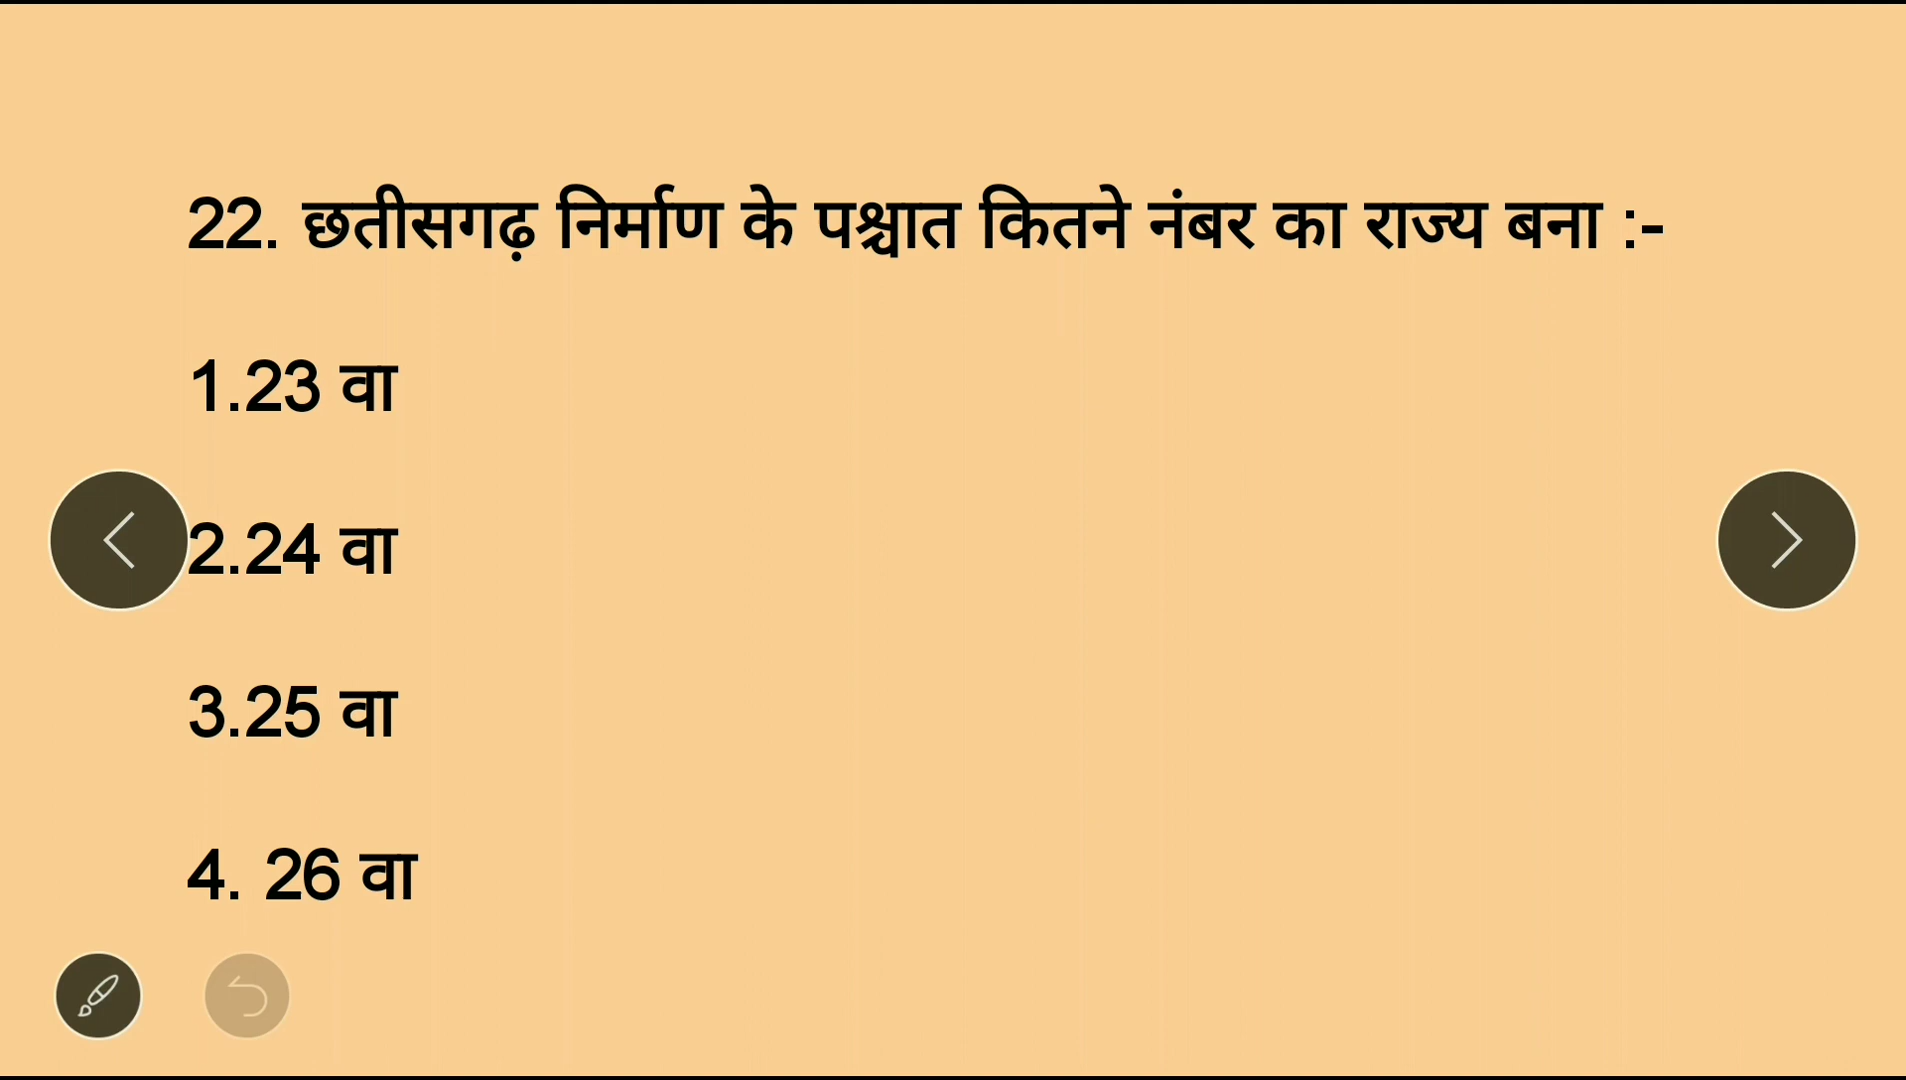 22. छतीसगढ़ निर्माण के पश्चात कितने नंबर का राज्य बना :-
1.23 वा
2.24 वा
3.25 वा
4. 26 वा